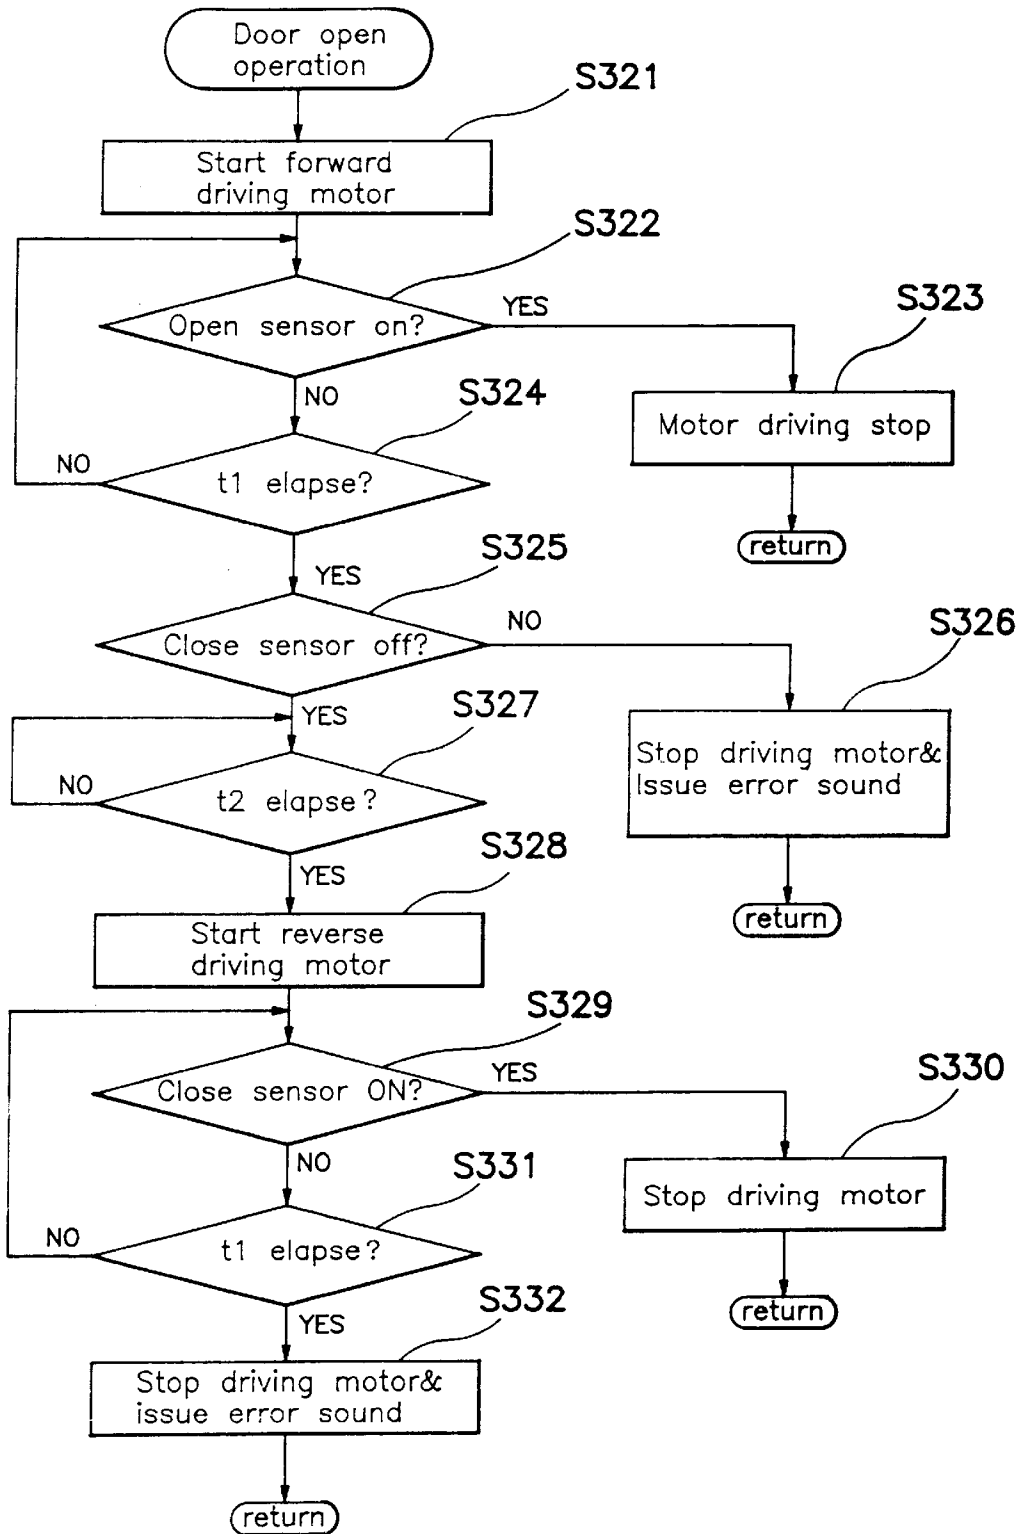 Door open
operation
S321
Start forward
driving motor
S322
Open sensor on?
YES
S323
Motor driving stop
return
NO
S324
t1 elapse?
NO
YES
S325
Close sensor off?
NO
S326
Stop driving motor&
Issue error sound
return
YES
S327
t2 elapse?
NO
YES
S328
Start reverse
driving motor
S329
Close sensor ON?
YES
S330
Stop driving motor
return
NO
S331
t1 elapse?
NO
YES
S332
Stop driving motor&
issue error sound
return